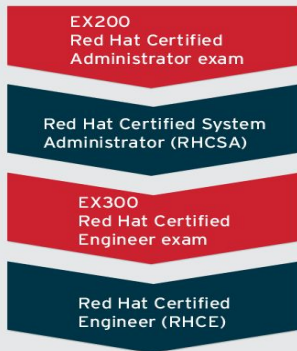 EX200
Red Hat Certified
Administrator exam
Red Hat Certified System
Administrator (RHCSA)
EX300
Red Hat Certified
Engineer exam
Red Hat Certified
Engineer (RHCE)